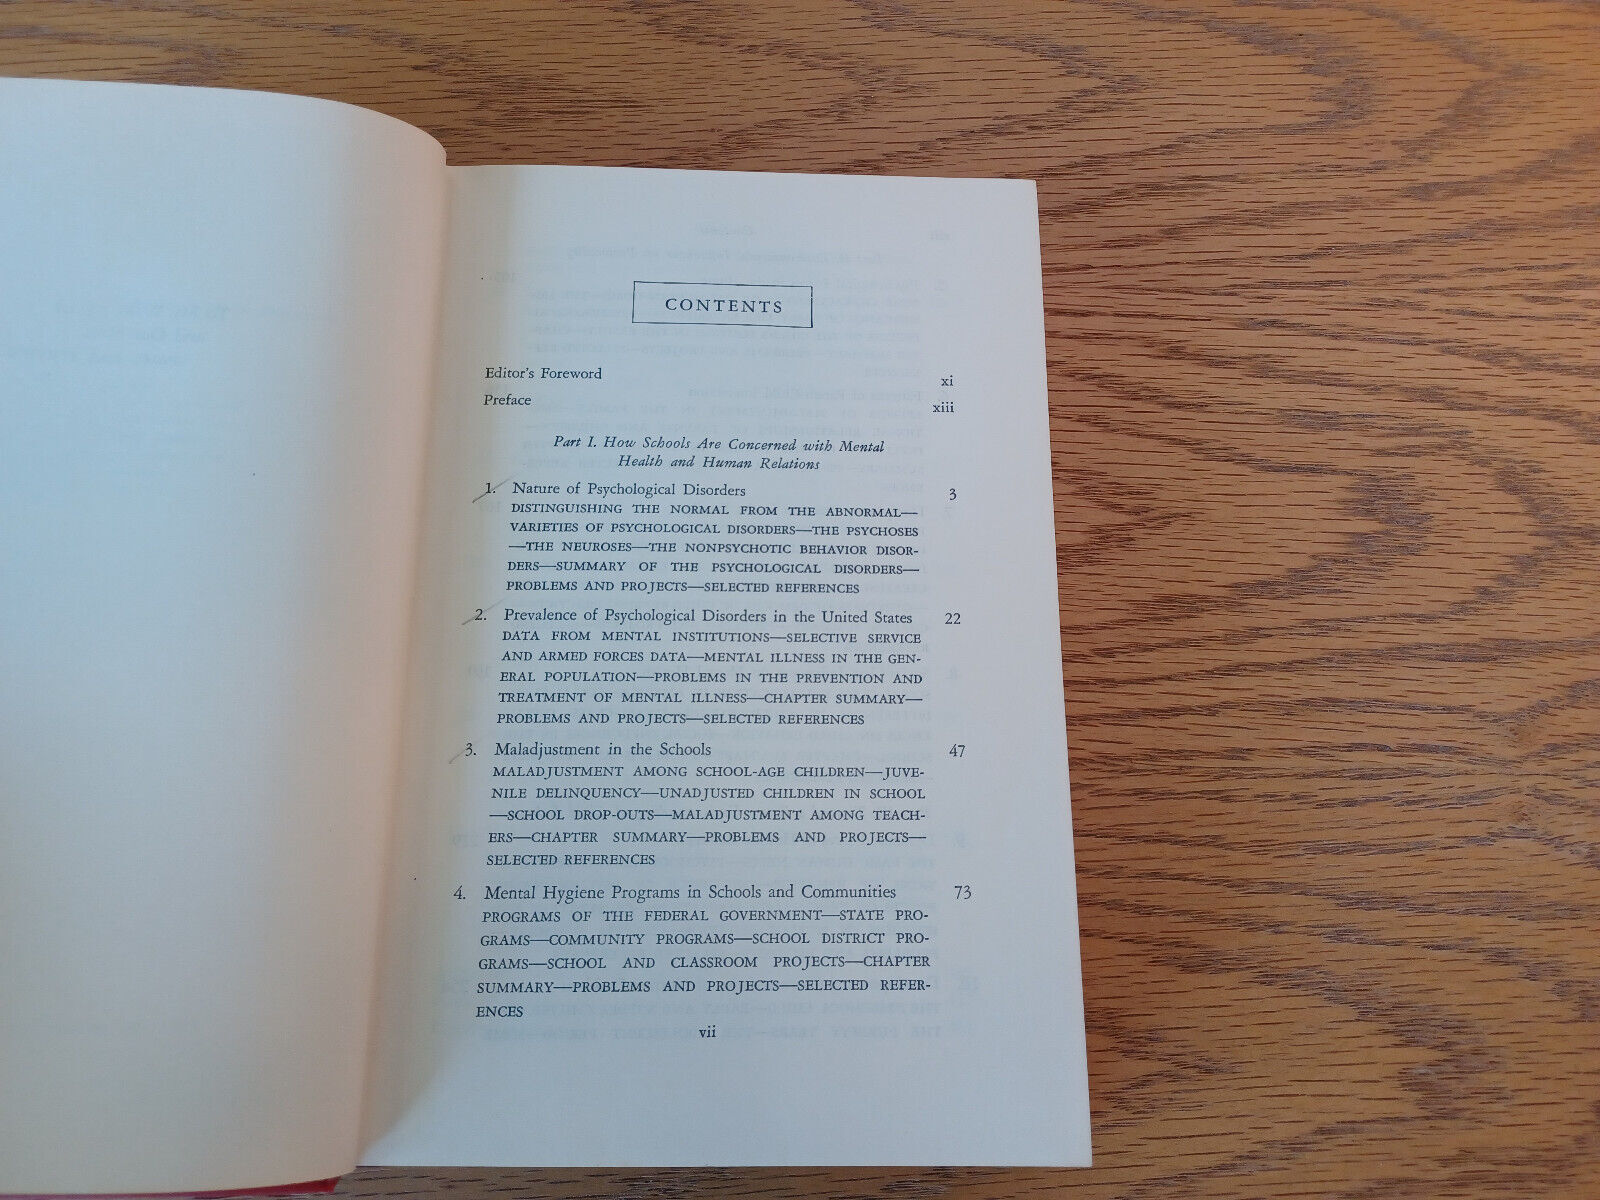 CONTENTS
Editor's Foreword xi
Preface xiii
Part I. How Schools Are Concerned with Mental
Health and Human Relations
1. Nature of Psychological Disorders 3
DISTINGUISHING THE NORMAL FROM THE ABNORMAL—
VARIETIES OF PSYCHOLOGICAL DISORDERS—THE PSYCHOSES
—THE NEUROSES—THE NONPSYCHOTIC BEHAVIOR DISOR-
DERS—SUMMARY OF THE PSYCHOLOGICAL DISORDERS—
PROBLEMS AND PROJECTS—SELECTED REFERENCES
2. Prevalence of Psychological Disorders in the United States 22
DATA FROM MENTAL INSTITUTIONS—SELECTIVE SERVICE
AND ARMED FORCES DATA—MENTAL ILLNESS IN THE GEN-
ERAL POPULATION—PROBLEMS IN THE PREVENTION AND
TREATMENT OF MENTAL ILLNESS—CHAPTER SUMMARY—
PROBLEMS AND PROJECTS—SELECTED REFERENCES
3. Maladjustment in the Schools 47
MALADJUSTMENT AMONG SCHOOL-AGE CHILDREN—JUVE-
NILE DELINQUENCY—UNADJUSTED CHILDREN IN SCHOOL
—SCHOOL DROP-OUTS—MALADJUSTMENT AMONG TEACH-
ERS—CHAPTER SUMMARY—PROBLEMS AND PROJECTS—
SELECTED REFERENCES
4. Mental Hygiene Programs in Schools and Communities 73
PROGRAMS OF THE FEDERAL GOVERNMENT—STATE PRO-
GRAMS—COMMUNITY PROGRAMS—SCHOOL DISTRICT PRO-
GRAMS—SCHOOL AND CLASSROOM PROJECTS—CHAPTER
SUMMARY—PROBLEMS AND PROJECTS—SELECTED REFER-
ENCES
vii